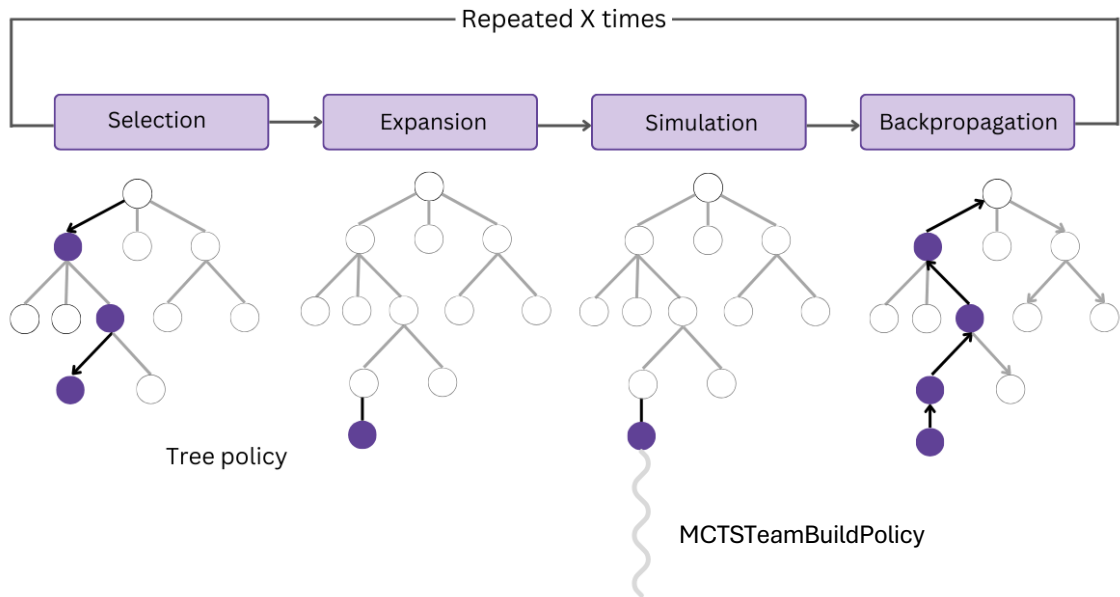 Repeated X times
Selection
Expansion
Simulation
Backpropagation
Tree policy
MCTSTeamBuildPolicy